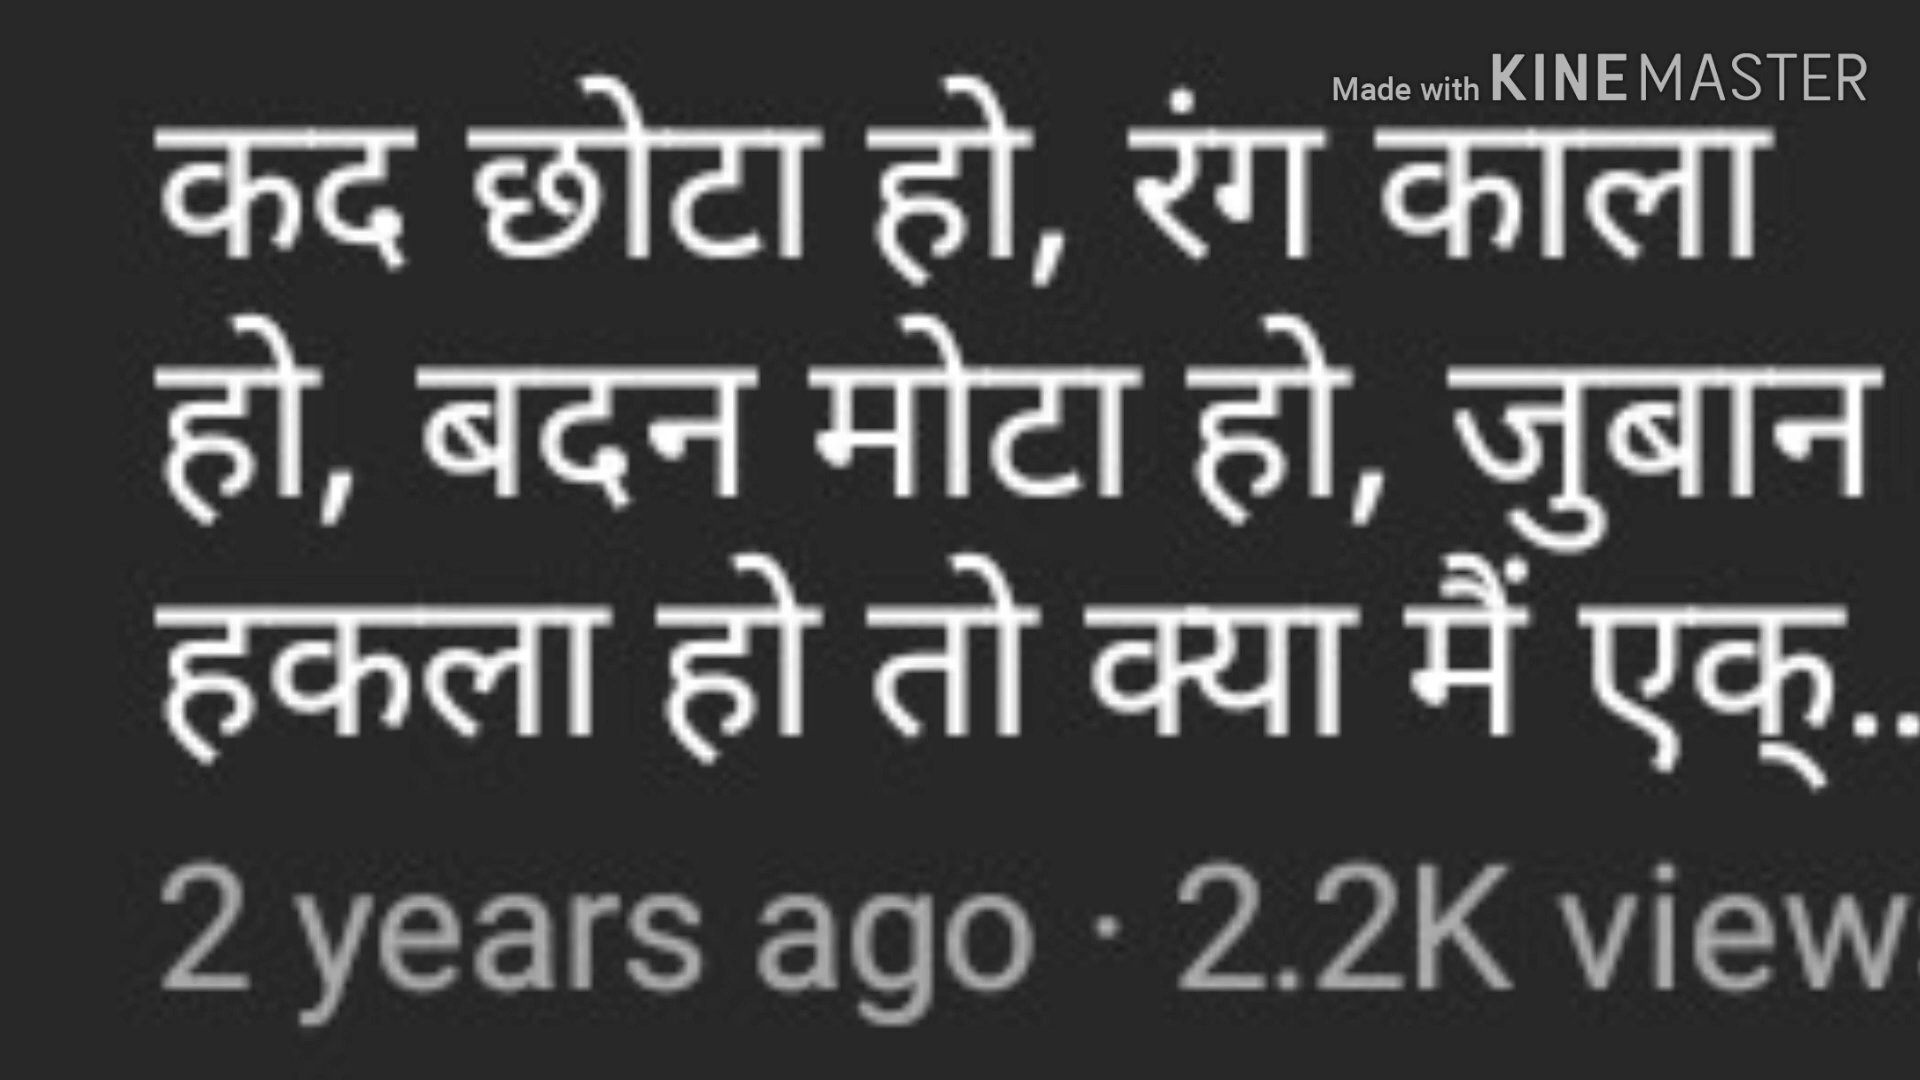 Made with KINEMASTER
कद छोटा हो, रंग काला
हो, बदन मोटा हो, जुबान
हकला हो तो क्या मैं एक्..
2 years ago · 2.2K views